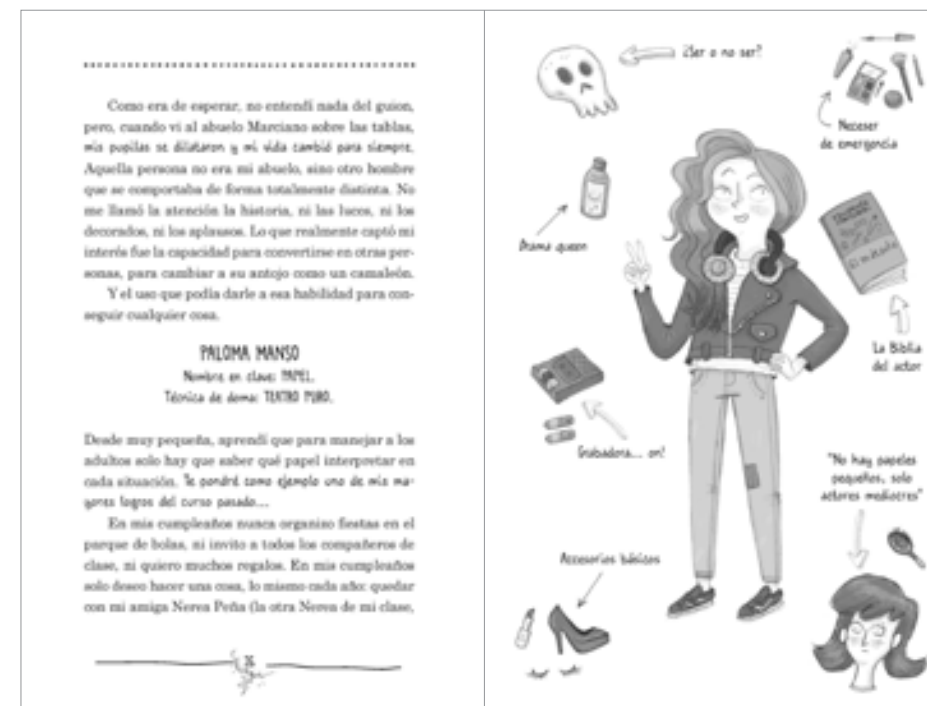 Como era de esperar, no entendí nada del guion,
pero, cuando vi al abuelo Marciano sobre las tablas,
mis pupilas se dilataron y mi vida cambió para siempre.
Aquella persona no era mi abuelo, sino otro hombre
que se comportaba de forma totalmente distinta. No
me llamó la atención la historia, ni las luces, ni los
decorados, ni los aplausos. Lo que realmente captó mi
interés fue la capacidad para convertirse en otras per-
sonas, para cambiar a su antojo como un camaleón.
Y el uso que podía darle a esa habilidad para con-
seguir cualquier cosa.
PALOMA MANSO
Nombre en clave: PAPEL.
Técnica de doma: TEATRO PURO.
Desde muy pequeña, aprendí que para manejar a los
adultos solo hay que saber qué papel interpretar en
cada situación. Te pondré como ejemplo uno de mis ma-
yores logros del curso pasado...
En mis cumpleaños nunca organizo fiestas en el
parque de bolas, ni invito a todos los compañeros de
clase, ni quiero muchos regalos. En mis cumpleaños
solo deseo hacer una cosa, lo mismo cada año: quedar
con mi amiga Nerea Peña (la otra Nerea de mi clase,
¿Ser o no ser?
Neceser
de emergencia
Drama queen
El método
La Biblia
del actor
Grabadora... on!
"No hay papeles
pequeños, solo
actores mediocres"
Accesorios básicos